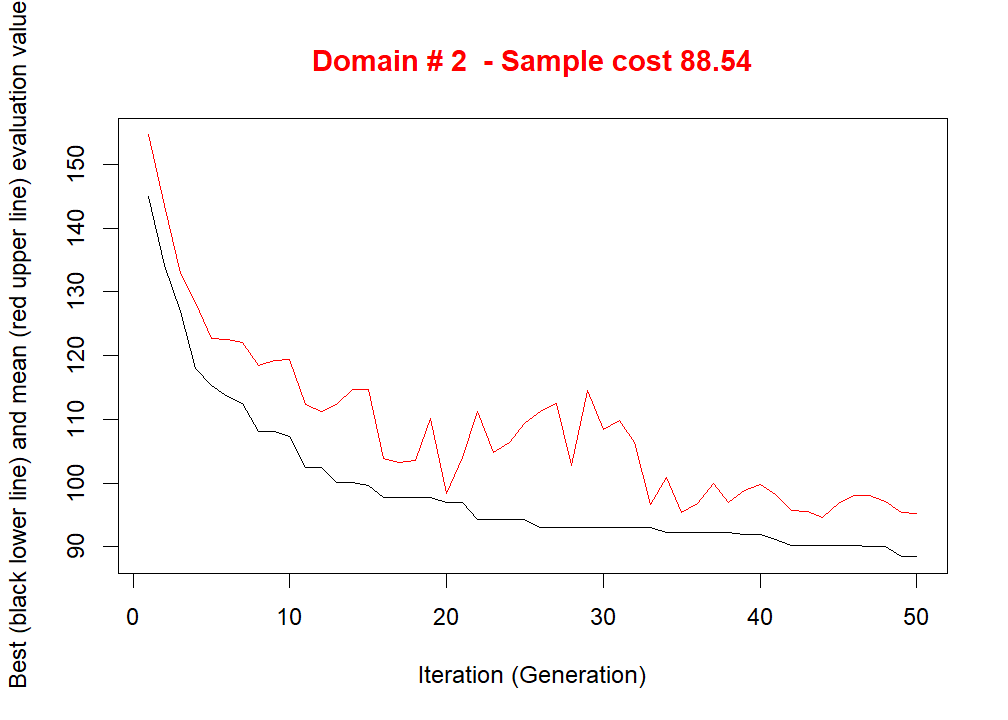 Domain # 2  - Sample cost 88.54
Best (black lower line) and mean (red upper line) evaluation value
150
140
130
120
110
100
90
0 10 20 30 40 50
Iteration (Generation)